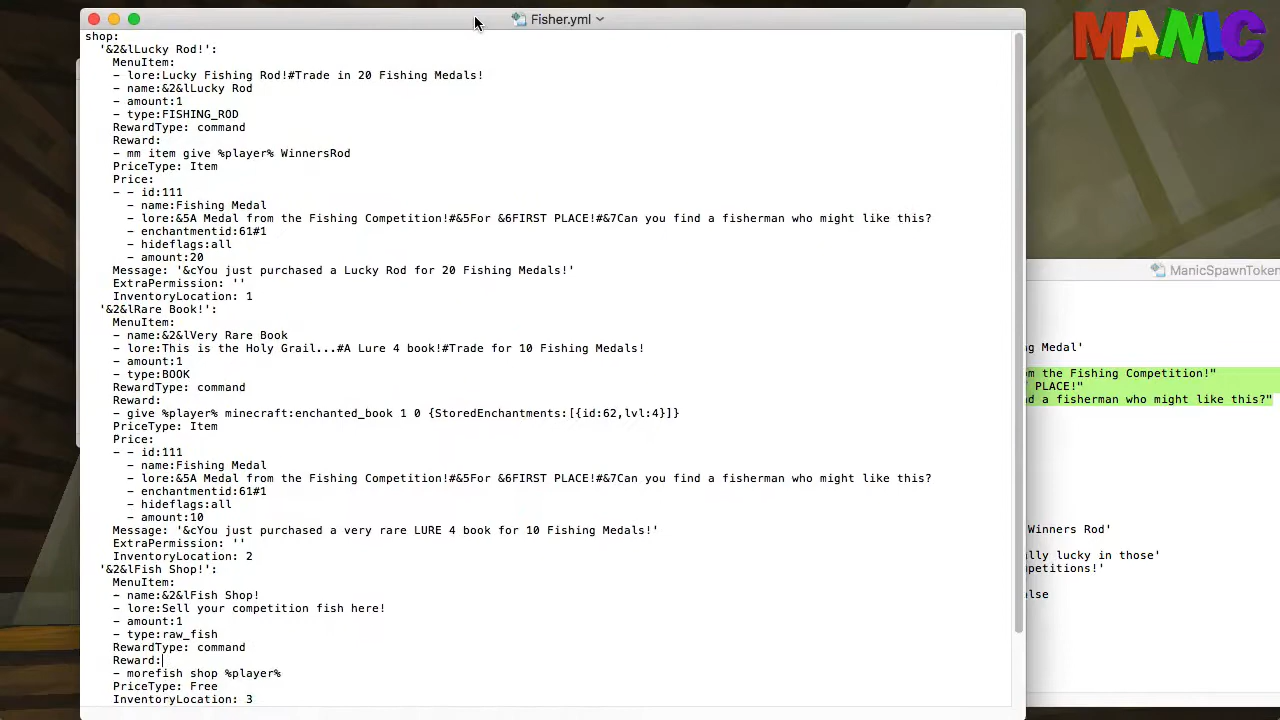 Fisher.yml
MANIC
shop:
'&2&lLucky Rod!':
MenuItem:
- lore:Lucky Fishing Rod!#Trade in 20 Fishing Medals!
- name:&2&lLucky Rod
- amount:1
- type:FISHING_ROD
RewardType: command
Reward:
- mm item give %player% WinnersRod
PriceType: Item
Price:
- - id:111
- name:Fishing Medal
- lore:&5A Medal from the Fishing Competition!#&5For &6FIRST PLACE!#&7Can you find a fisherman who might like this?
- enchantmentid:61#1
- hideflags:all
- amount:20
Message: '&cYou just purchased a Lucky Rod for 20 Fishing Medals!'
ExtraPermission: ''
InventoryLocation: 1
'&2&lRare Book!':
MenuItem:
- name:&2&lVery Rare Book
- lore:This is the Holy Grail...#A Lure 4 book!#Trade for 10 Fishing Medals!
- amount:1
- type:BOOK
RewardType: command
Reward:
- give %player% minecraft:enchanted_book 1 0 {StoredEnchantments:[{id:62,lvl:4}]}
PriceType: Item
Price:
- - id:111
- name:Fishing Medal
- lore:&5A Medal from the Fishing Competition!#&5For &6FIRST PLACE!#&7Can you find a fisherman who might like this?
- enchantmentid:61#1
- hideflags:all
- amount:10
Message: '&cYou just purchased a very rare LURE 4 book for 10 Fishing Medals!'
ExtraPermission: ''
InventoryLocation: 2
'&2&lFish Shop!':
MenuItem:
- name:&2&lFish Shop!
- lore:Sell your competition fish here!
- amount:1
- type:raw_fish
RewardType: command
Reward:
- morefish shop %player%
PriceType: Free
InventoryLocation: 3
ManicSpawnToken
Medal'
the Fishing Competition!"
PLACE!"
a fisherman who might like this?"
Winners Rod'
lucky in those'